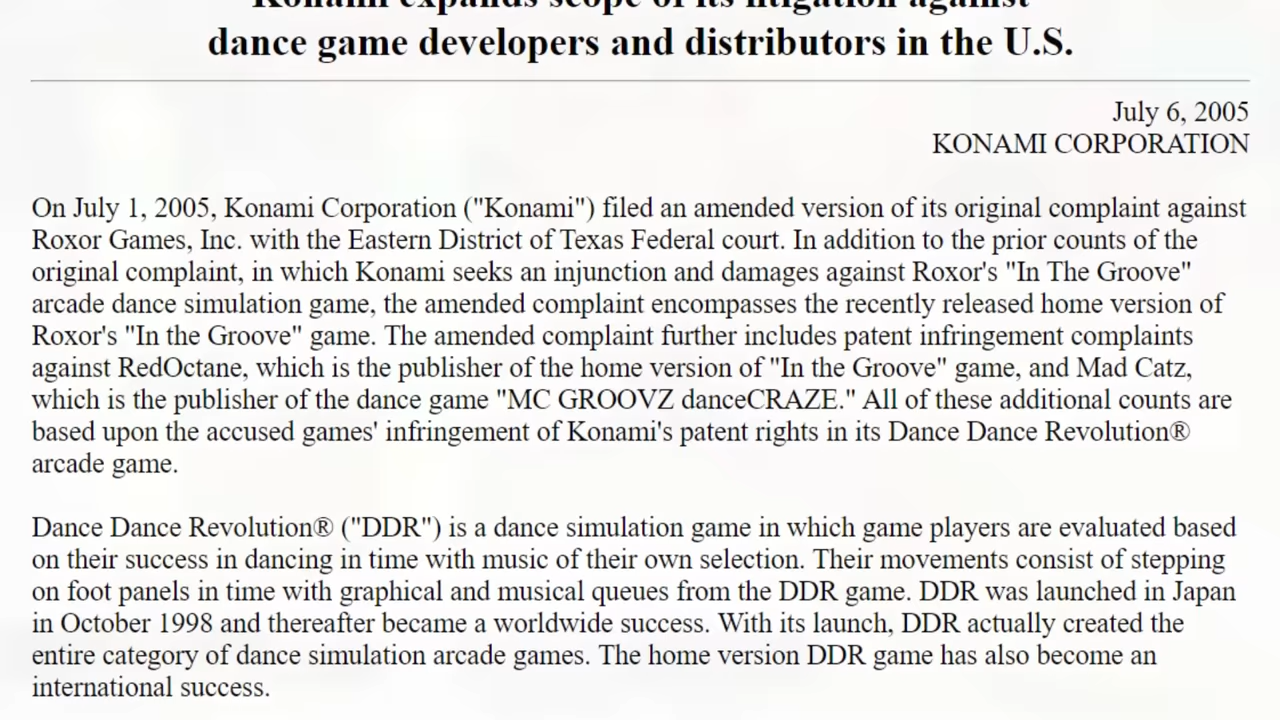 Konami expands scope of its litigation against
dance game developers and distributors in the U.S.
July 6, 2005
KONAMI CORPORATION
On July 1, 2005, Konami Corporation ("Konami") filed an amended version of its original complaint against
Roxor Games, Inc. with the Eastern District of Texas Federal court. In addition to the prior counts of the
original complaint, in which Konami seeks an injunction and damages against Roxor's "In The Groove"
arcade dance simulation game, the amended complaint encompasses the recently released home version of
Roxor's "In the Groove" game. The amended complaint further includes patent infringement complaints
against RedOctane, which is the publisher of the home version of "In the Groove" game, and Mad Catz,
which is the publisher of the dance game "MC GROOVZ danceCRAZE." All of these additional counts are
based upon the accused games' infringement of Konami's patent rights in its Dance Dance Revolution®
arcade game.
Dance Dance Revolution® ("DDR") is a dance simulation game in which game players are evaluated based
on their success in dancing in time with music of their own selection. Their movements consist of stepping
on foot panels in time with graphical and musical queues from the DDR game. DDR was launched in Japan
in October 1998 and thereafter became a worldwide success. With its launch, DDR actually created the
entire category of dance simulation arcade games. The home version DDR game has also become an
international success.